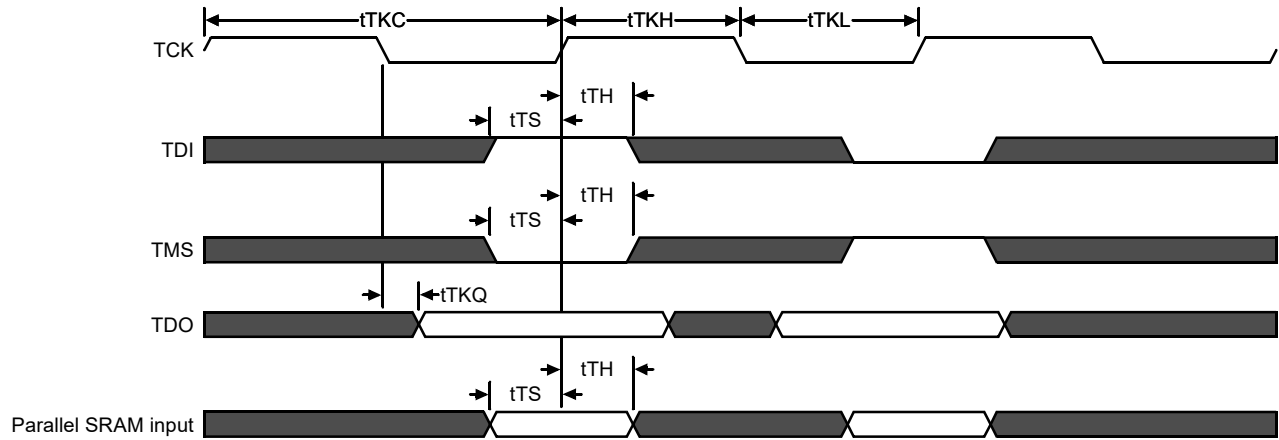 tTKC tTKH tTKL
TCK
tTH
tTS
TDI
tTH
tTS
TMS
tTKQ
TDO
tTH
tTS
Parallel SRAM input